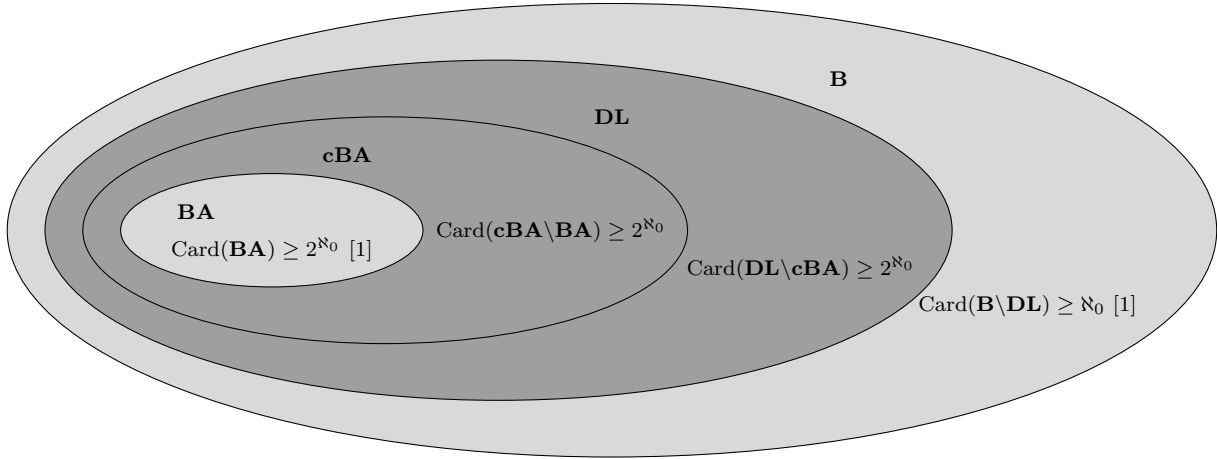 B
DL
cBA
BA
Card(BA) ≥ 2^ℵ₀ [1]
Card(cBA\BA) ≥ 2^ℵ₀
Card(DL\cBA) ≥ 2^ℵ₀
Card(B\DL) ≥ ℵ₀ [1]